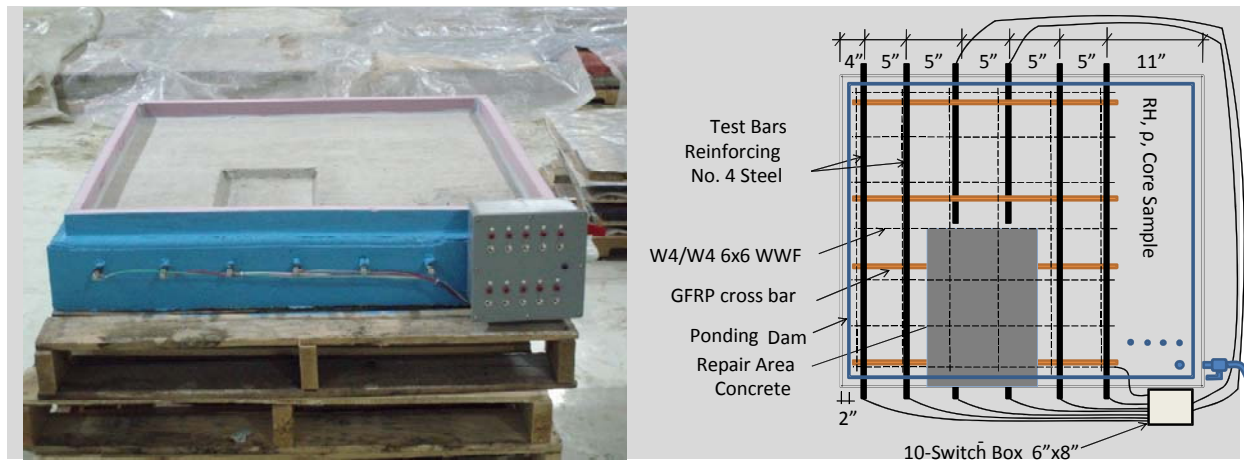 4” 5” 5” 5” 5” 5” 11”
Test Bars
Reinforcing
No. 4 Steel
RH, ρ, Core Sample
W4/W4 6x6 WWF
GFRP cross bar
Ponding Dam
Repair Area
Concrete
2”
10-Switch Box 6”x8”